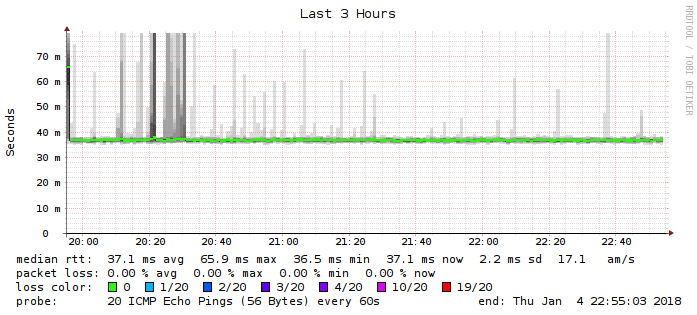 Last 3 Hours
RRDTOOL / TOBI OETIKER
Seconds
70 m
60 m
50 m
40 m
30 m
20 m
10 m
0
20:00 20:20 20:40 21:00 21:20 21:40 22:00 22:20 22:40
median rtt: 37.1 ms avg 65.9 ms max 36.5 ms min 37.1 ms now 2.2 ms sd 17.1 am/s
packet loss: 0.00 % avg 0.00 % max 0.00 % min 0.00 % now
loss color: 0 1/20 2/20 3/20 4/20 10/20 19/20
probe: 20 ICMP Echo Pings (56 Bytes) every 60s end: Thu Jan 4 22:55:03 2018